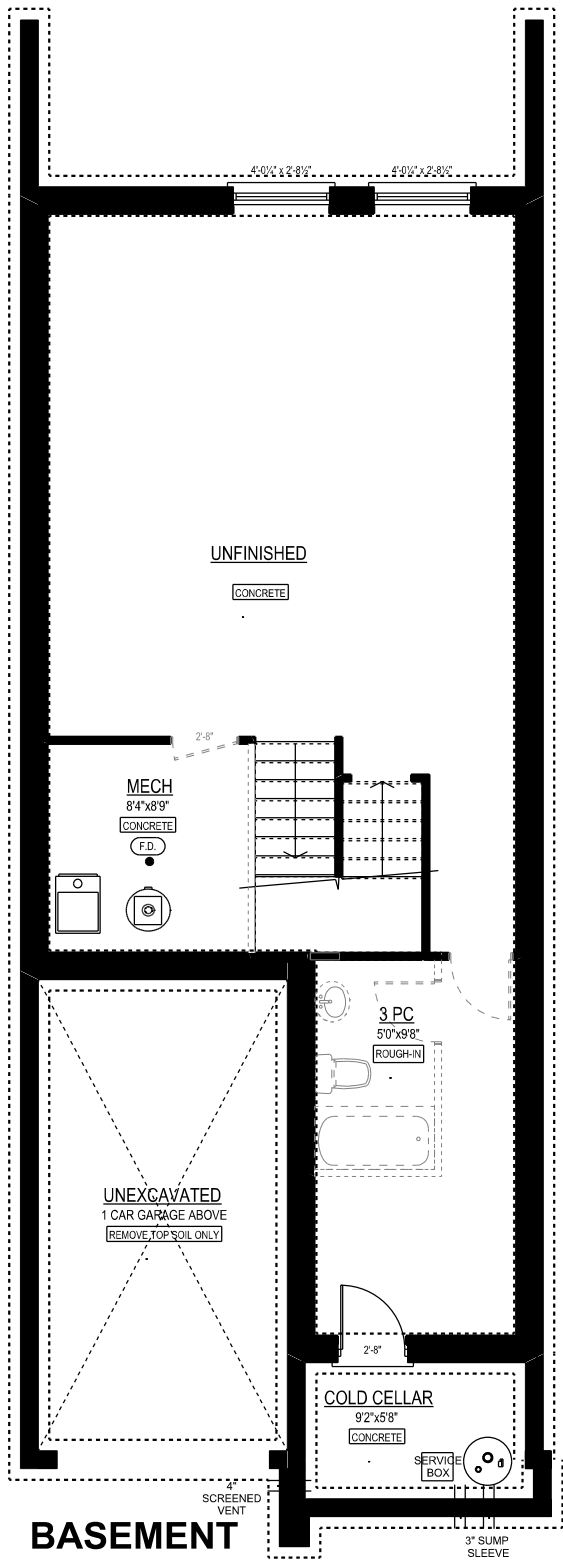 4'-0¼" x 2'-8½"
4'-0¼" x 2'-8½"
UNFINISHED
CONCRETE
2'-8"
MECH
8'4"x8'9"
CONCRETE
F.D.
3 PC
5'0"x9'8"
ROUGH-IN
UNEXCAVATED
1 CAR GARAGE ABOVE
REMOVE TOP SOIL ONLY
2'-8"
COLD CELLAR
9'2"x5'8"
CONCRETE
SERVICE
BOX
4"
SCREENED
VENT
3" SUMP
SLEEVE
BASEMENT